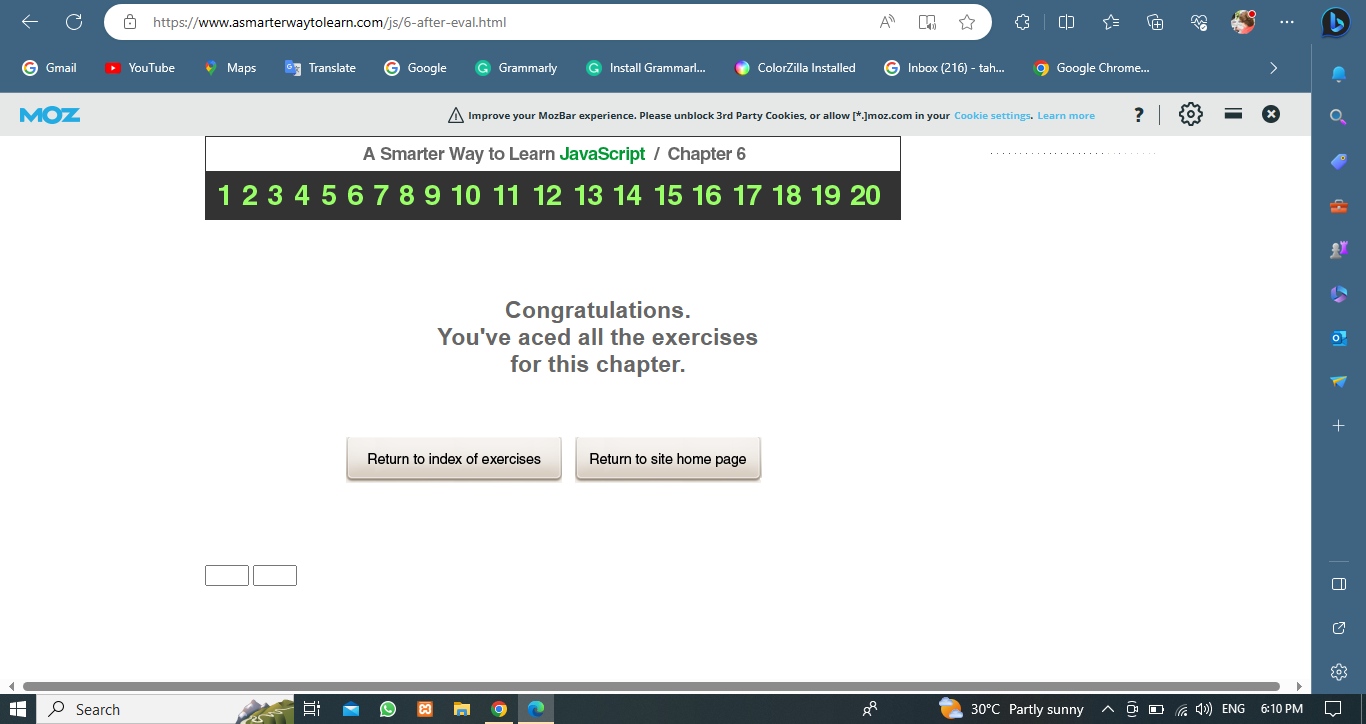 https://www.asmarterwaytolearn.com/js/6-after-eval.html
Gmail YouTube Maps Translate Google Grammarly Install Grammarl... ColorZilla Installed Inbox (216) - tah... Google Chrome...
MOZ Improve your MozBar experience. Please unblock 3rd Party Cookies, or allow [*.]moz.com in your Cookie settings. Learn more ?
A Smarter Way to Learn JavaScript / Chapter 6
1 2 3 4 5 6 7 8 9 10 11 12 13 14 15 16 17 18 19 20
Congratulations.
You've aced all the exercises
for this chapter.
Return to index of exercises Return to site home page
Search 30°C Partly sunny ENG 6:10 PM